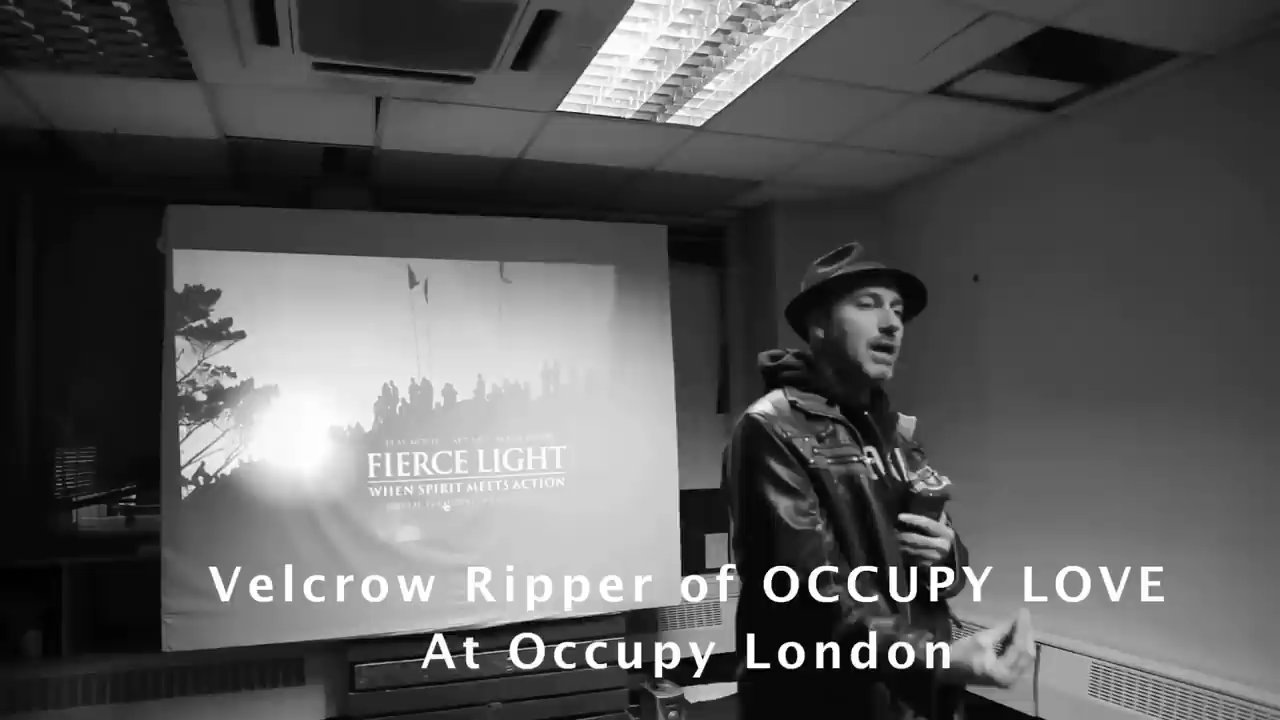 FIERCE LIGHT
WHEN SPIRIT MEETS ACTION
Velcrow Ripper of OCCUPY LOVE
At Occupy London